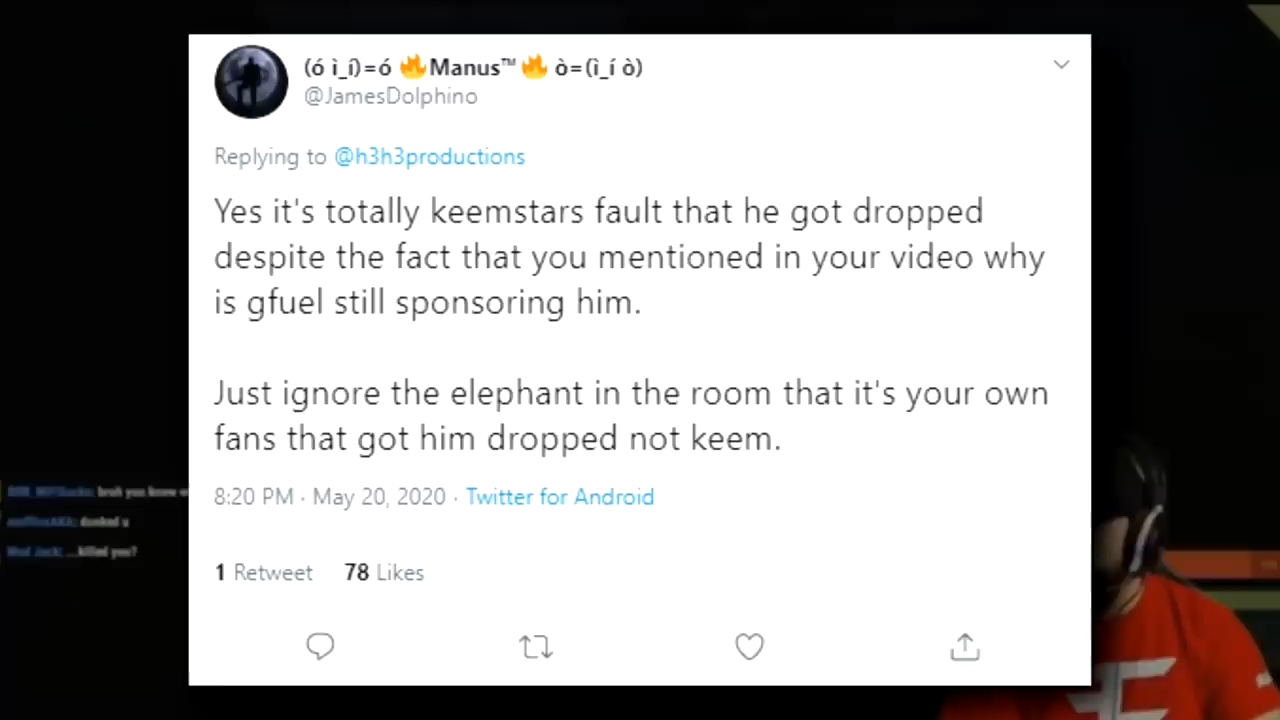 (ó ì_í)=ó 🔥Manus™🔥 ò=(ì_í ò)
@JamesDolphino
Replying to @h3h3productions
Yes it's totally keemstars fault that he got dropped
despite the fact that you mentioned in your video why
is gfuel still sponsoring him.
Just ignore the elephant in the room that it's your own
fans that got him dropped not keem.
8:20 PM · May 20, 2020 · Twitter for Android
1 Retweet 78 Likes
dunked u
...killed you?